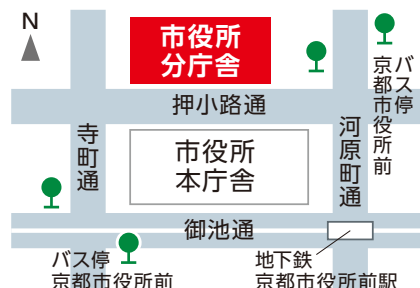 N
市役所
分庁舎
バス停
京都市役所前
押小路通
寺町通
市役所
本庁舎
河原町通
御池通
バス停
京都市役所前
地下鉄
京都市役所前駅